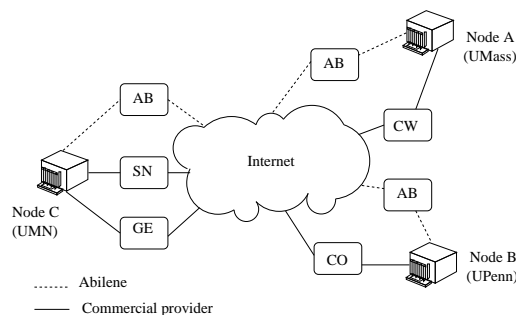 Node A
(UMass)
AB
AB
CW
Internet
SN
AB
Node C
(UMN)
GE
CO
Node B
(UPenn)
Abilene
Commercial provider